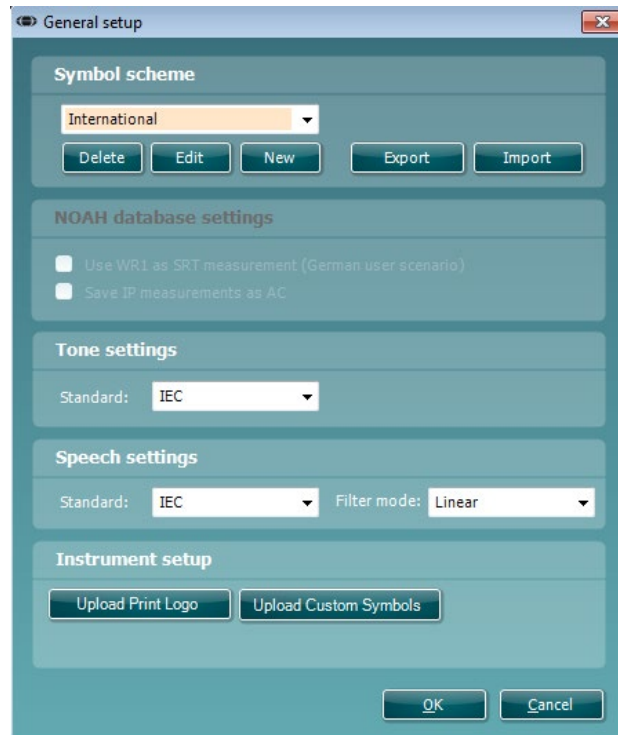 General setup
Symbol scheme
International
Delete Edit New Export Import
NOAH database settings
Use WR1 as SRT measurement (German user scenario)
Save IP measurements as AC
Tone settings
Standard: IEC
Speech settings
Standard: IEC Filter mode: Linear
Instrument setup
Upload Print Logo Upload Custom Symbols
OK Cancel